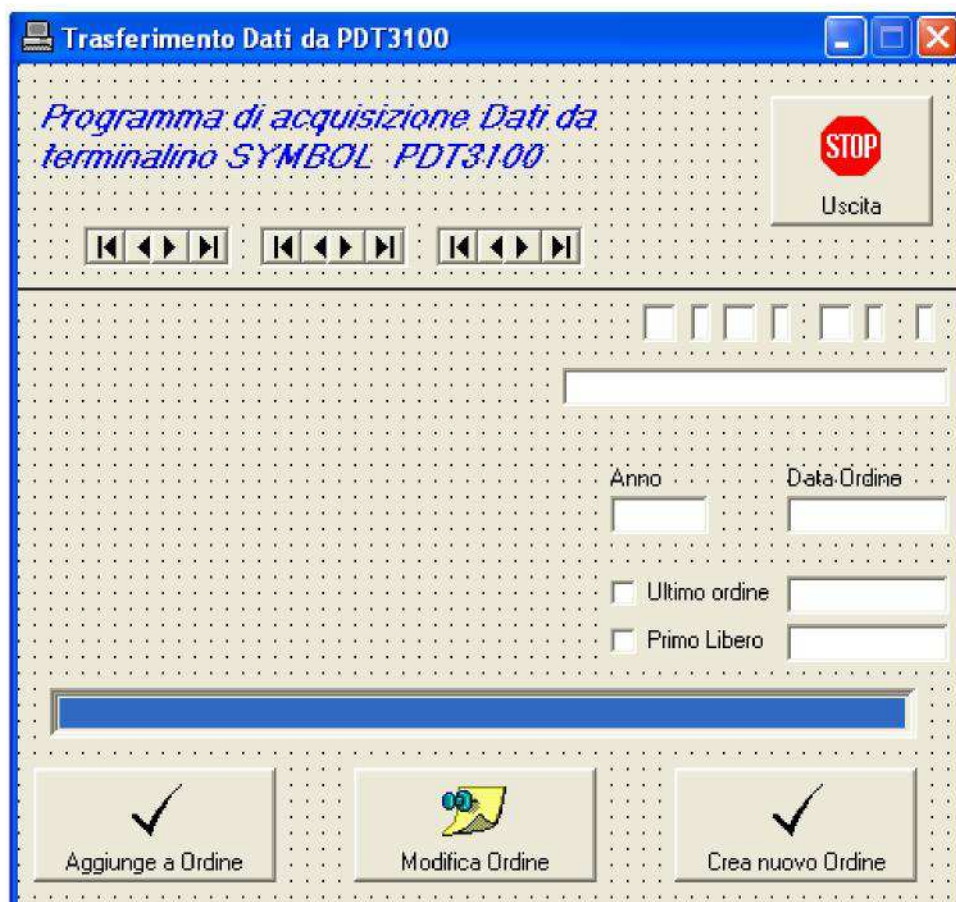 Trasferimento Dati da PDT3100
Programma di acquisizione Dati da
terminalino SYMBOL PDT3100
STOP
Uscita
Anno
Data Ordine
Ultimo ordine
Primo Libero
Aggiunge a Ordine
Modifica Ordine
Crea nuovo Ordine